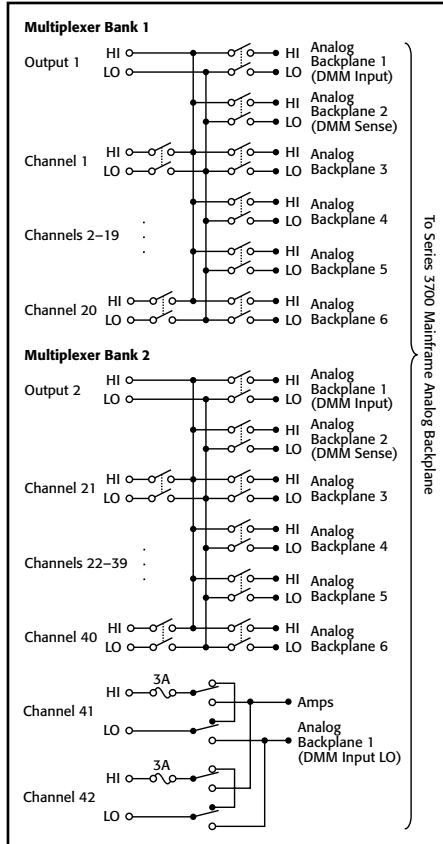 Multiplexer Bank 1
Output 1 HI HI Analog
LO LO Backplane 1
(DMM Input)
HI Analog
LO Backplane 2
(DMM Sense)
Channel 1 HI HI Analog
LO LO Backplane 3
HI Analog
LO Backplane 4
Channels 2–19
HI Analog
LO Backplane 5
Channel 20 HI HI Analog
LO LO Backplane 6
Multiplexer Bank 2
Output 2 HI HI Analog
LO LO Backplane 1
(DMM Input)
HI Analog
LO Backplane 2
(DMM Sense)
Channel 21 HI HI Analog
LO LO Backplane 3
HI Analog
LO Backplane 4
Channels 22–39
HI Analog
LO Backplane 5
Channel 40 HI HI Analog
LO LO Backplane 6
3A
Channel 41 HI Amps
LO Analog
Backplane 1
(DMM Input LO)
3A
Channel 42 HI
LO
To Series 3700 Mainframe Analog Backplane